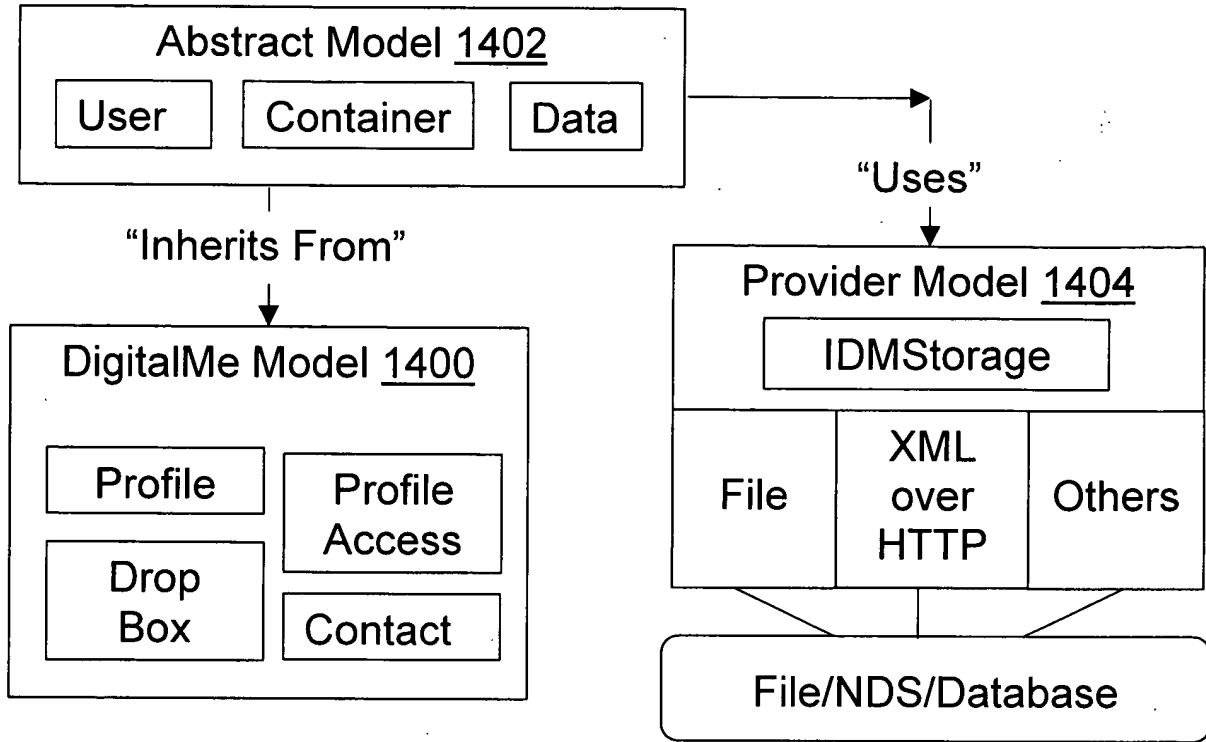 Abstract Model 1402
User
Container
Data
“Uses”
“Inherits From”
Provider Model 1404
IDMStorage
File
XML
over
HTTP
Others
File/NDS/Database
DigitalMe Model 1400
Profile
Profile
Access
Drop
Box
Contact